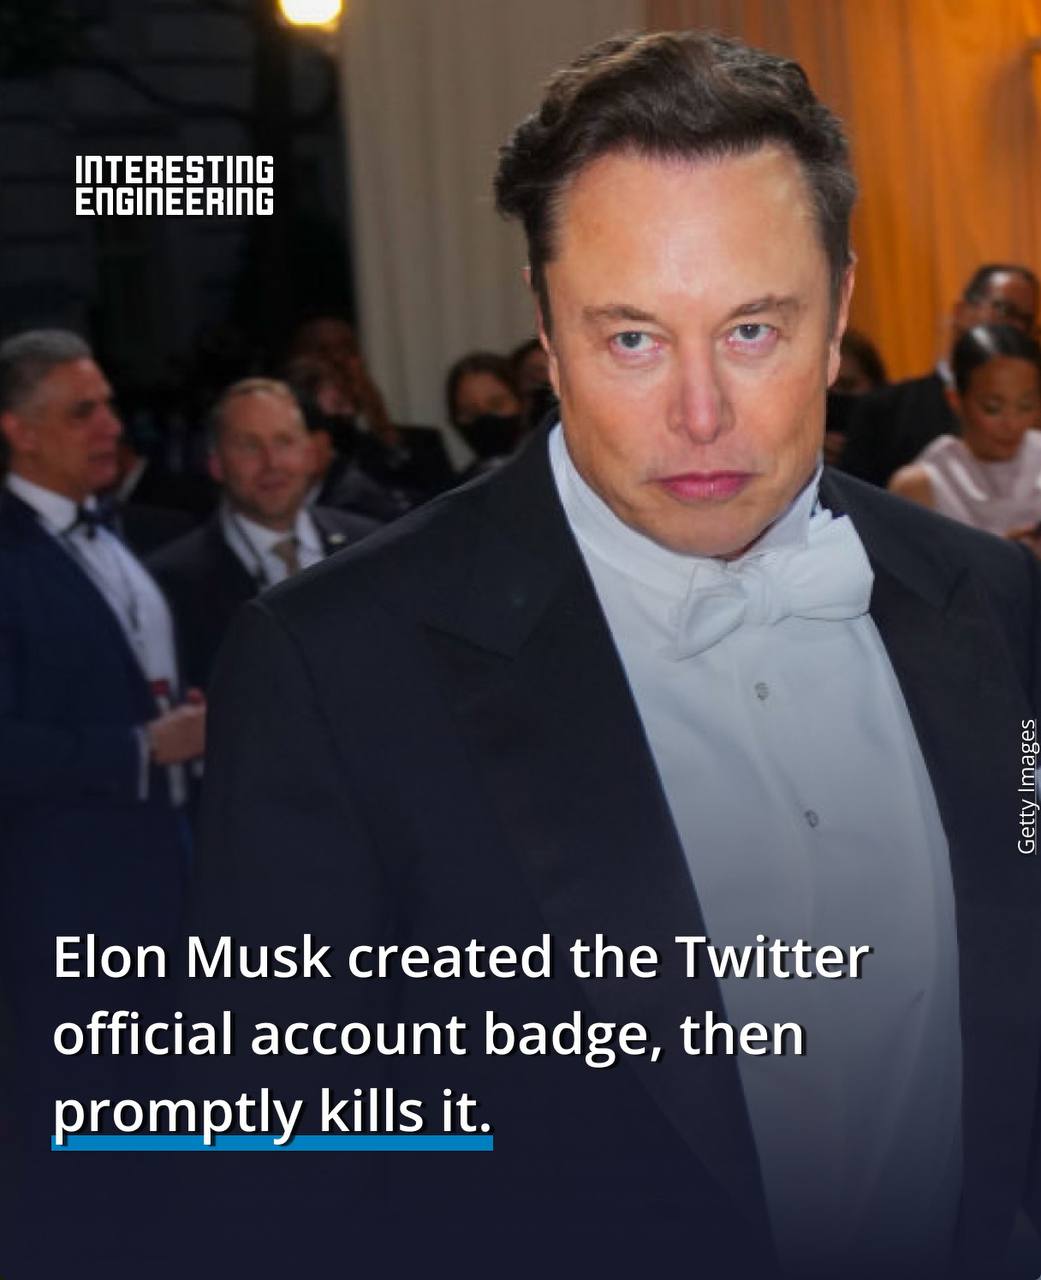 INTERESTING
ENGINEERING
Getty Images
Elon Musk created the Twitter
official account badge, then
promptly kills it.